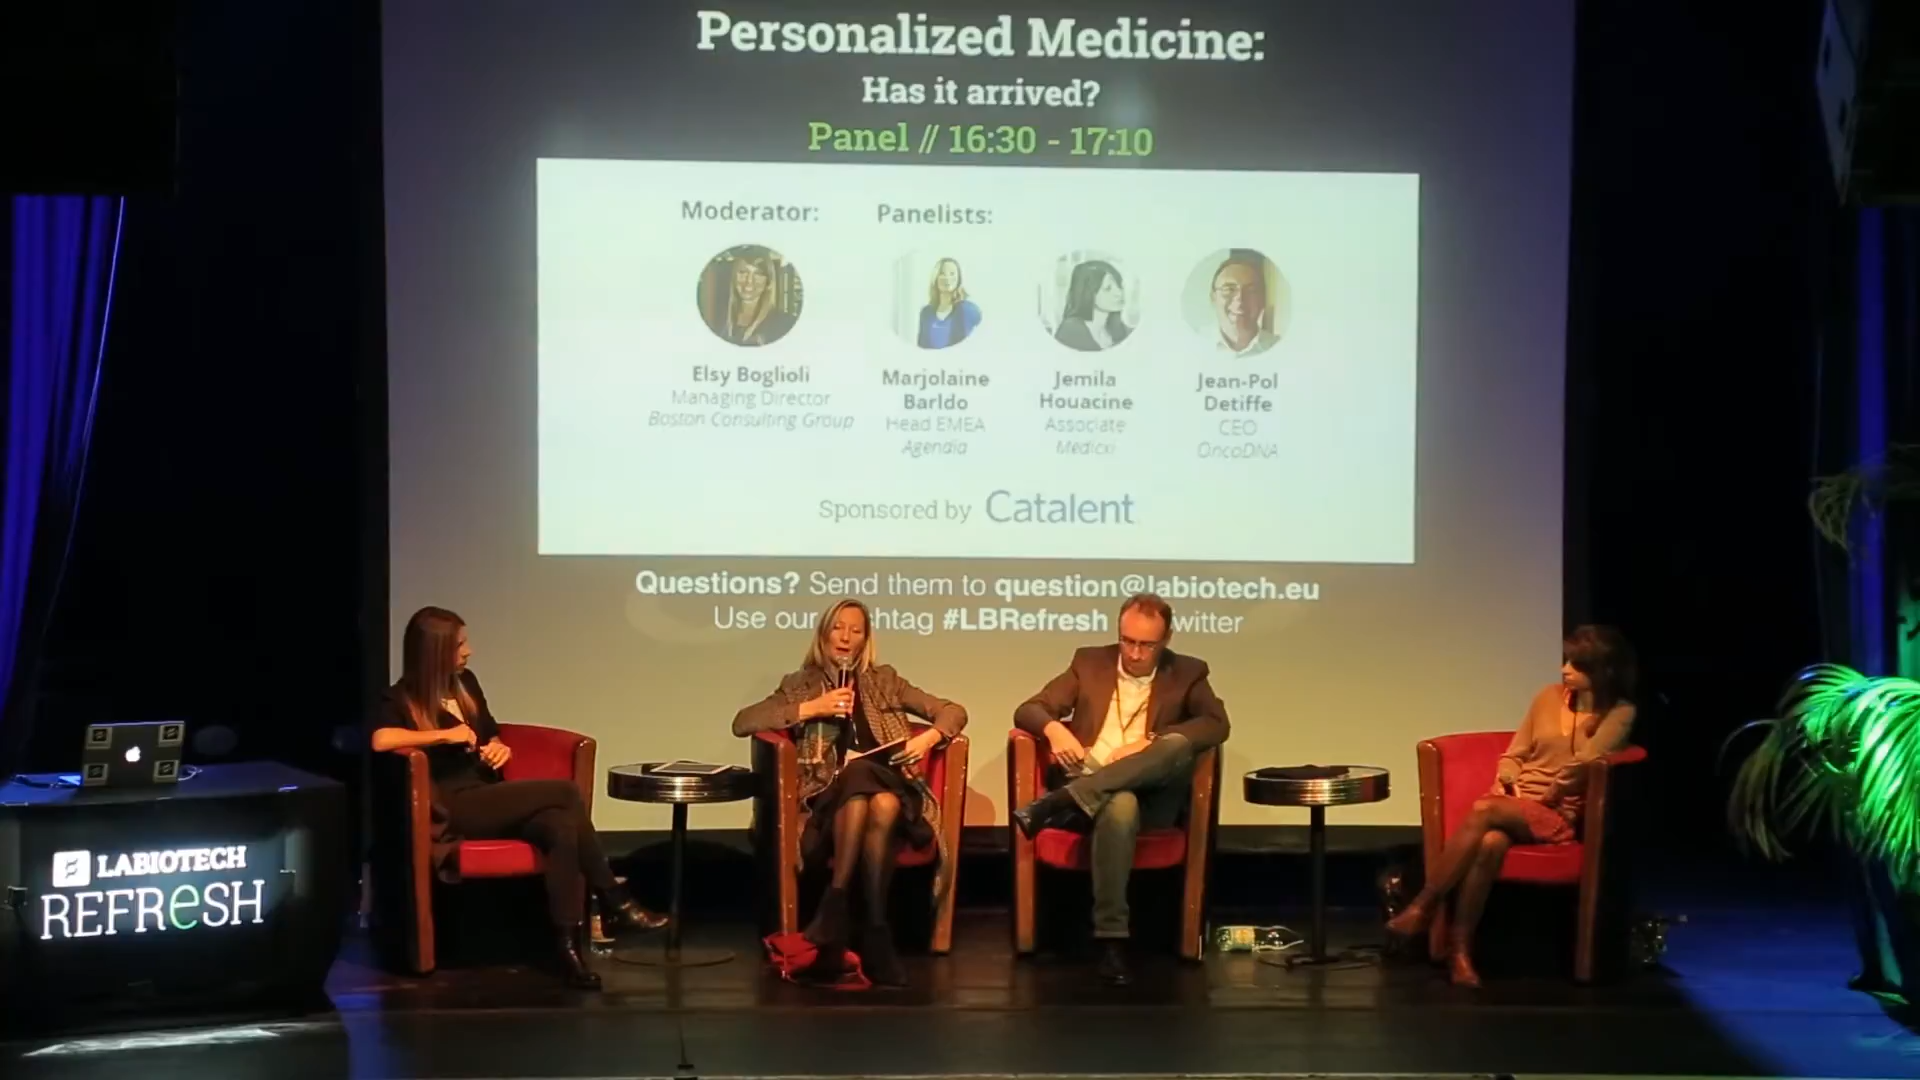 Personalized Medicine:
Has it arrived?
Panel // 16:30 - 17:10
Moderator:
Panelists:
Elsy Boglioli
Managing Director
Boston Consulting Group
Marjolaine
Barldo
Head EMEA
Agendia
Jemila
Houacine
Associate
Medicxi
Jean-Pol
Detiffe
CEO
OncoDNA
Sponsored by Catalent
Questions? Send them to question@labiotech.eu
Use our #LBRefresh
LABIOTECH
REFReSH